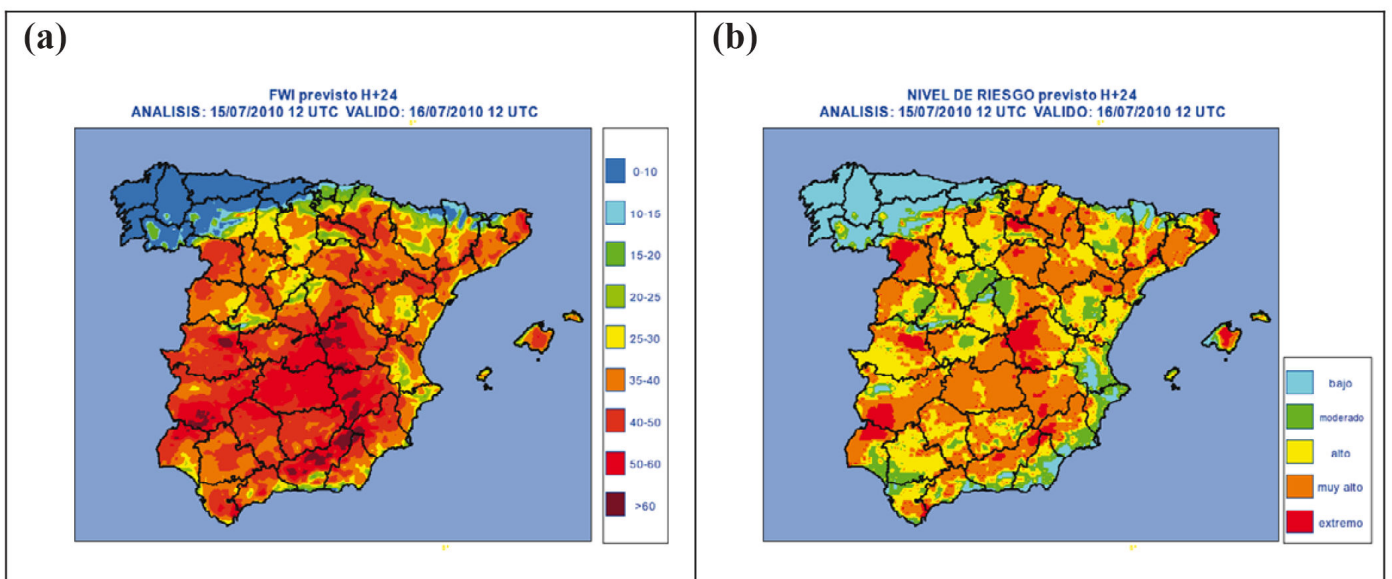 (a)
FWI previsto H+24
ANALISIS: 15/07/2010 12 UTC VALIDO: 16/07/2010 12 UTC
0-10
10-15
15-20
20-25
25-30
35-40
40-50
50-60
>60
(b)
NIVEL DE RIESGO previsto H+24
ANALISIS: 15/07/2010 12 UTC VALIDO: 16/07/2010 12 UTC
bajo
moderado
alto
muy alto
extremo